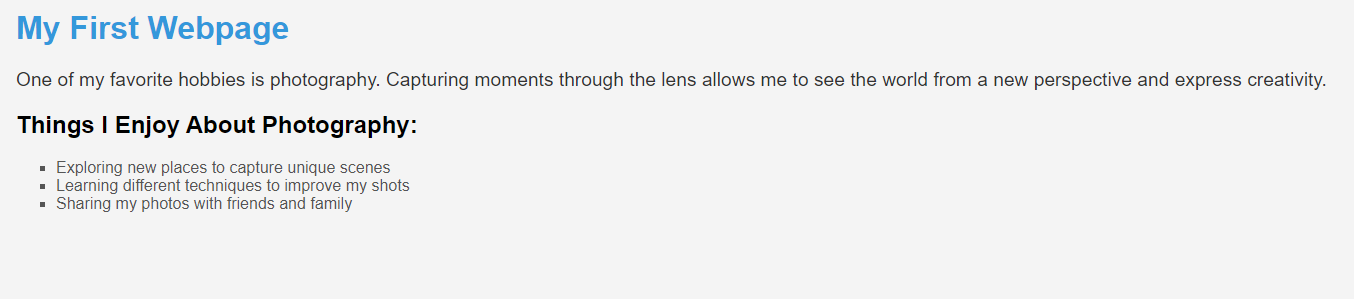 My First Webpage
One of my favorite hobbies is photography. Capturing moments through the lens allows me to see the world from a new perspective and express creativity.
Things I Enjoy About Photography:
Exploring new places to capture unique scenes
Learning different techniques to improve my shots
Sharing my photos with friends and family